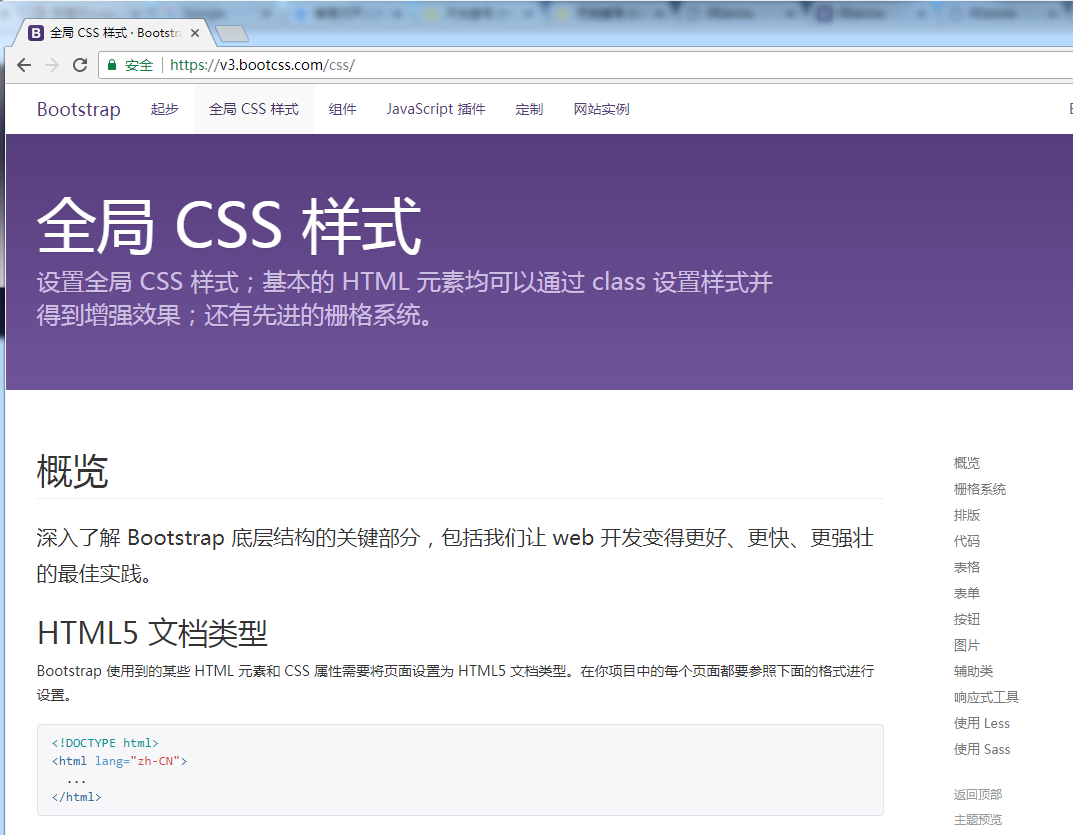 全局 CSS 样式 · Bootstra
安全 https://v3.bootcss.com/css/
Bootstrap 起步 全局 CSS 样式 组件 JavaScript 插件 定制 网站实例
全局 CSS 样式
设置全局 CSS 样式；基本的 HTML 元素均可以通过 class 设置样式并
得到增强效果；还有先进的栅格系统。
概览
深入了解 Bootstrap 底层结构的关键部分，包括我们让 web 开发变得更好、更快、更强壮
的最佳实践。
HTML5 文档类型
Bootstrap 使用到的某些 HTML 元素和 CSS 属性需要将页面设置为 HTML5 文档类型。在你项目中的每个页面都要参照下面的格式进行
设置。
<!DOCTYPE html>
<html lang="zh-CN">
...
</html>
概览
栅格系统
排版
代码
表格
表单
按钮
图片
辅助类
响应式工具
使用 Less
使用 Sass
返回顶部
主题预览